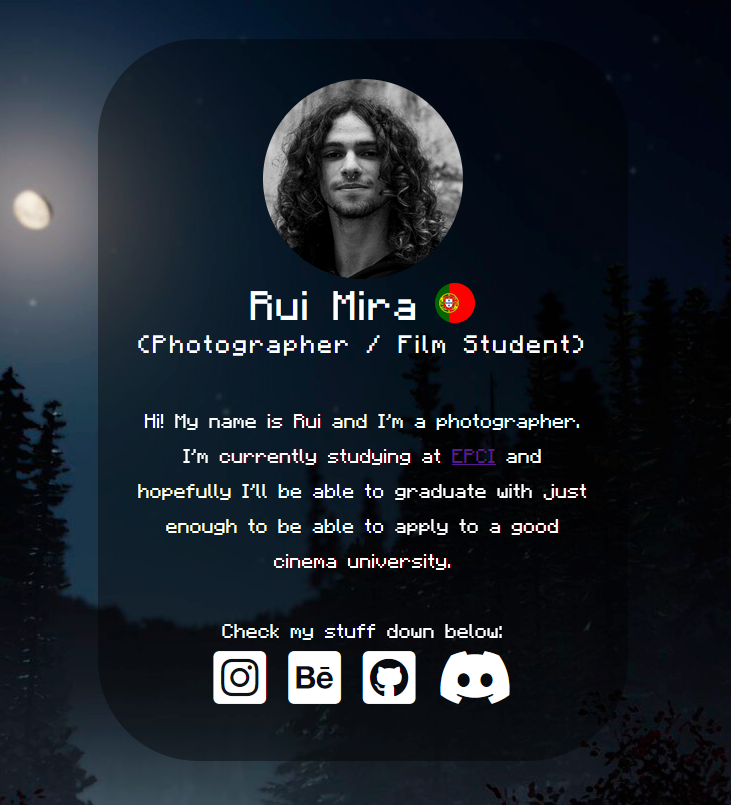 Rui Mira
(Photographer / Film Student)
Hi! My name is Rui and I'm a photographer.
I'm currently studying at EPCI and
hopefully I'll be able to graduate with just
enough to be able to apply to a good
cinema university.
Check my stuff down below:
Bē